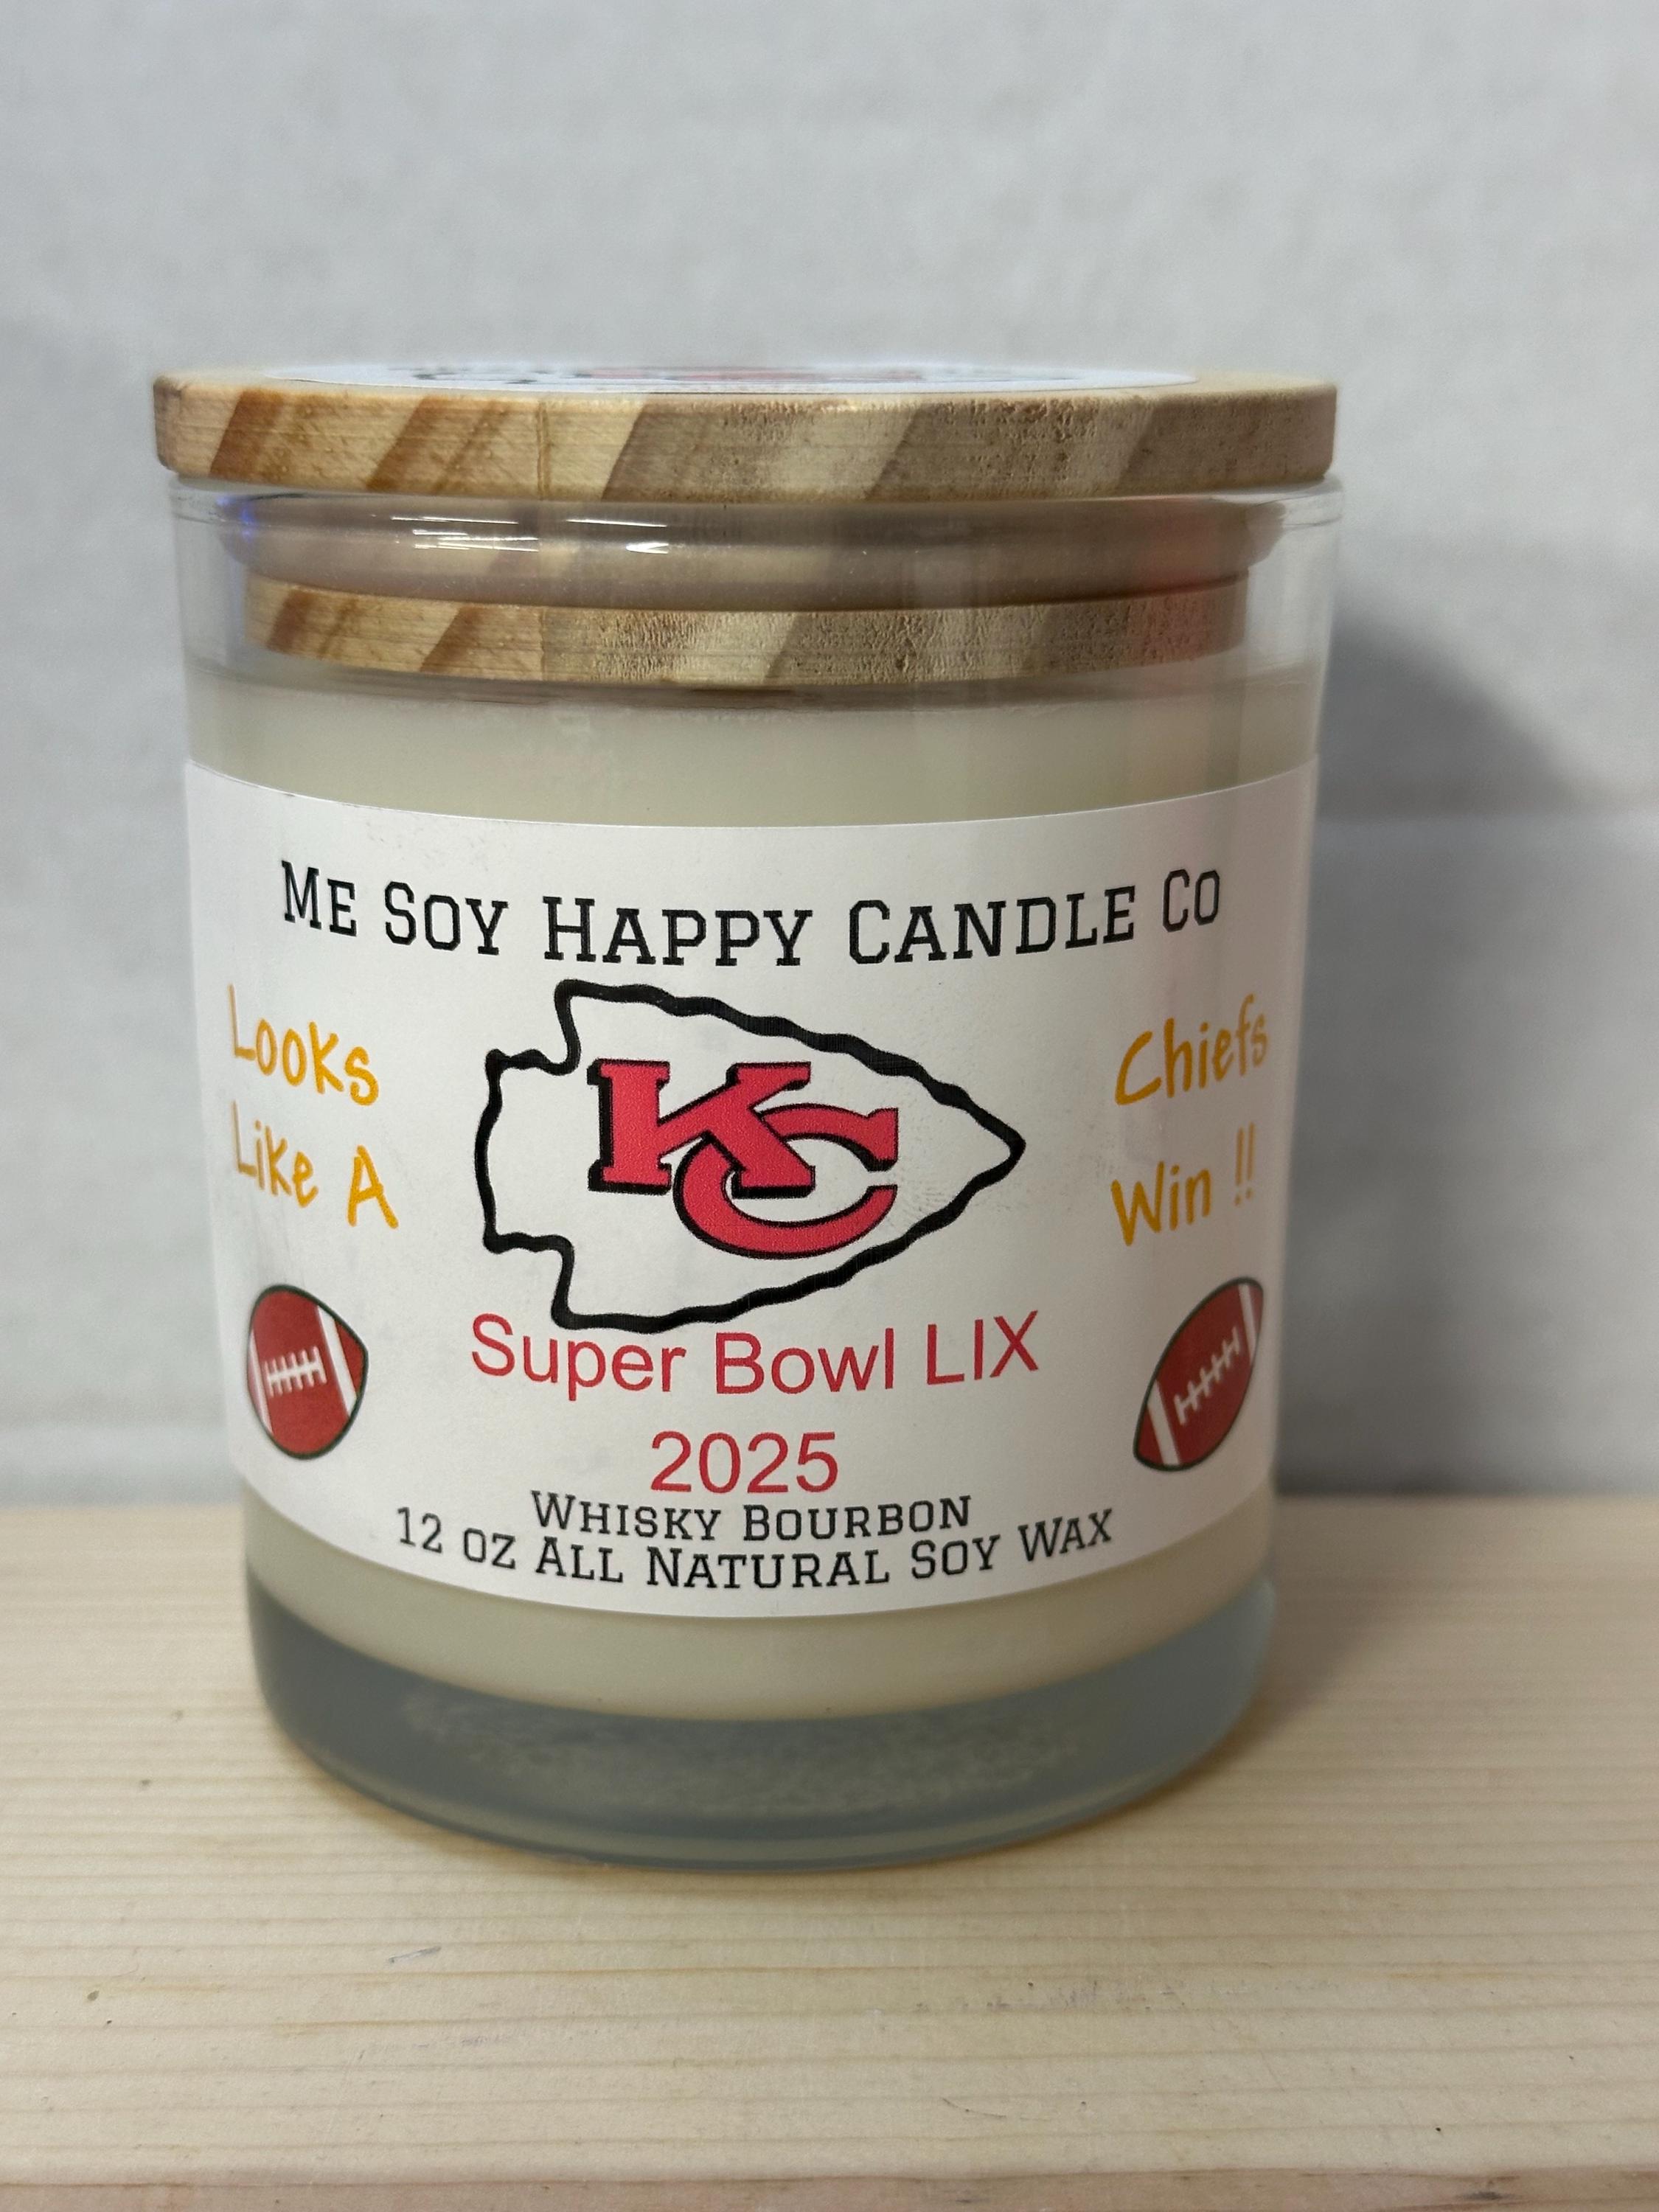 Me Soy Happy Candle Co
Looks
Like A
KC
Chiefs
Win !!
Super Bowl LIX
2025
Whisky Bourbon
12 oz All Natural Soy Wax